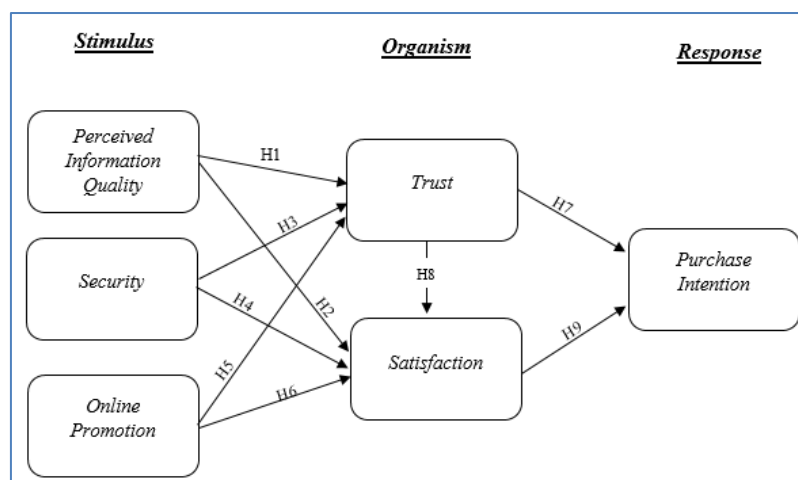 Stimulus
Organism
Response
Perceived
Information
Quality
H1
Trust
H3
H7
Security
H2
H8
Purchase
Intention
H4
H5
Satisfaction
H9
H6
Online
Promotion